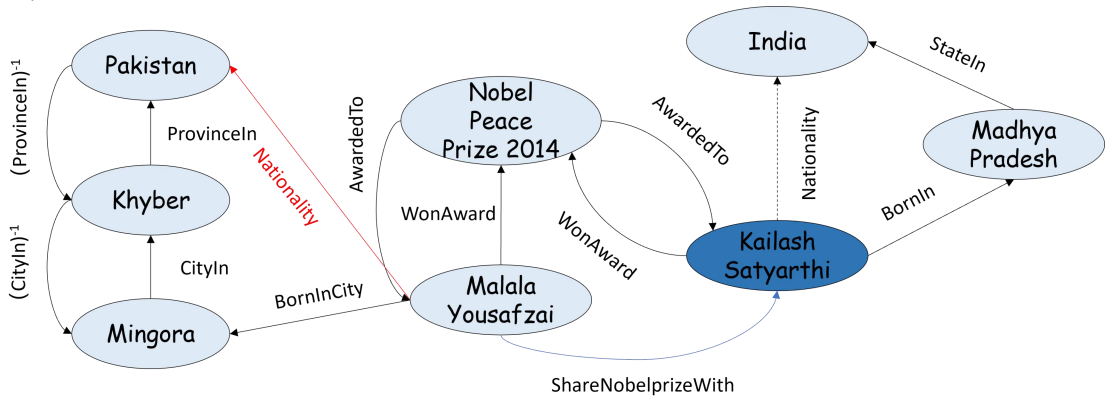 India
StateIn
Pakistan
(ProvinceIn)-1
ProvinceIn
Nobel
Peace
Prize 2014
AwardedTo
AwardedTo
Nationality
Madhya
Pradesh
Nationality
Khyber
WonAward
WonAward
BornIn
Kailash
Satyarthi
(CityIn)-1
CityIn
BornInCity
Malala
Yousafzai
Mingora
ShareNobelprizeWith